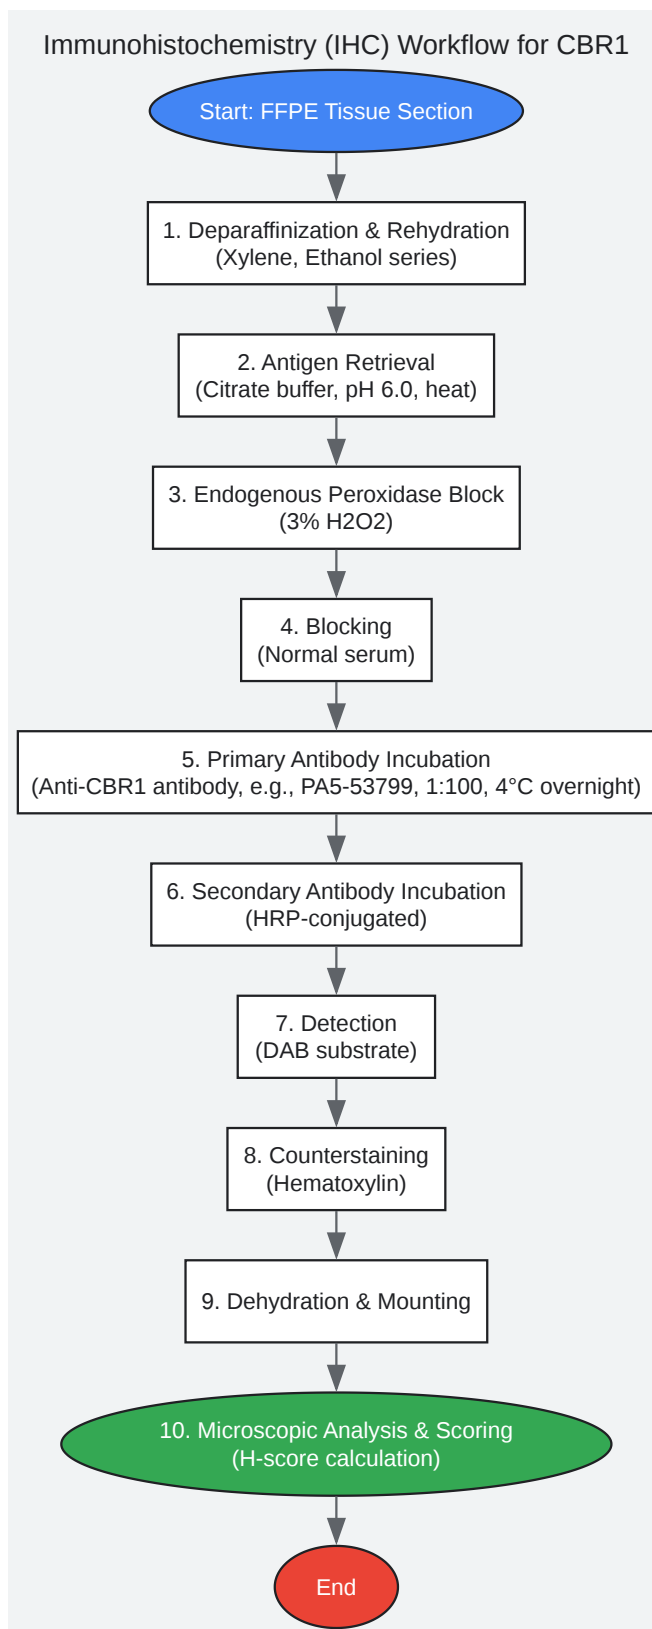 Immunohistochemistry (IHC) Workflow for CBR1
Start: FFPE Tissue Section
1. Deparaffinization & Rehydration
(Xylene, Ethanol series)
2. Antigen Retrieval
(Citrate buffer, pH 6.0, heat)
3. Endogenous Peroxidase Block
(3% H2O2)
4. Blocking
(Normal serum)
5. Primary Antibody Incubation
(Anti-CBR1 antibody, e.g., PA5-53799, 1:100, 4°C overnight)
6. Secondary Antibody Incubation
(HRP-conjugated)
7. Detection
(DAB substrate)
8. Counterstaining
(Hematoxylin)
9. Dehydration & Mounting
10. Microscopic Analysis & Scoring
(H-score calculation)
End